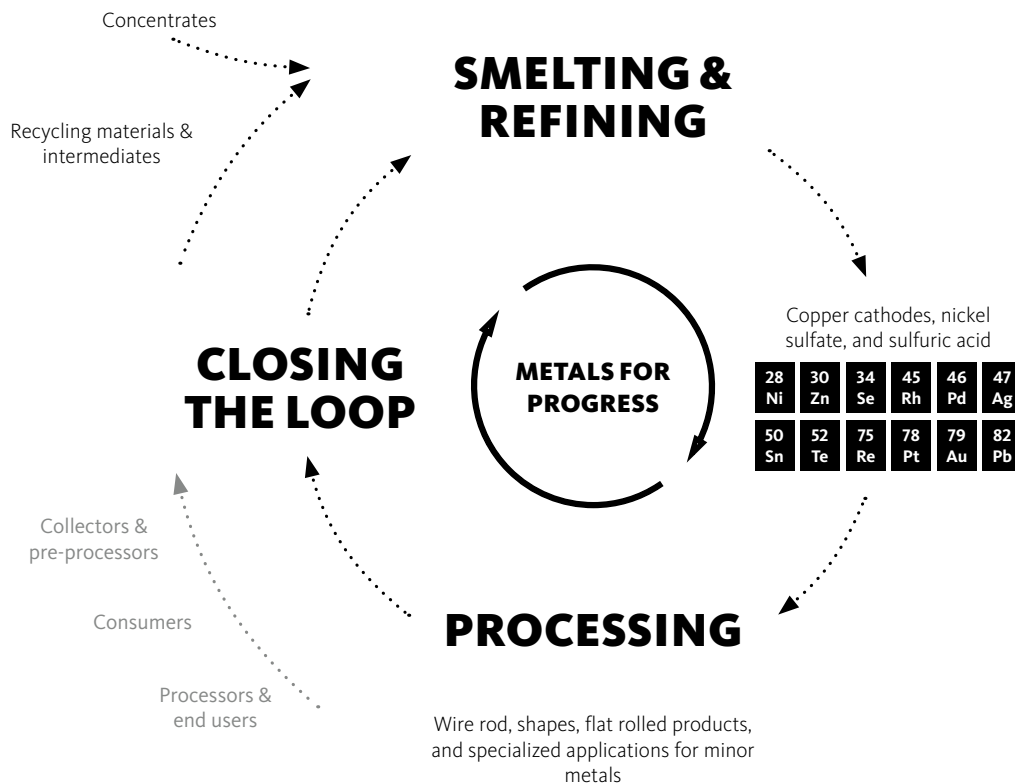 Concentrates
SMELTING &
REFINING
Recycling materials &
intermediates
Copper cathodes, nickel
sulfate, and sulfuric acid
28 30 34 45 46 47
Ni Zn Se Rh Pd Ag
50 52 75 78 79 82
Sn Te Re Pt Au Pb
CLOSING
THE LOOP
METALS FOR
PROGRESS
Collectors &
pre-processors
Consumers
Processors &
end users
PROCESSING
Wire rod, shapes, flat rolled products,
and specialized applications for minor
metals